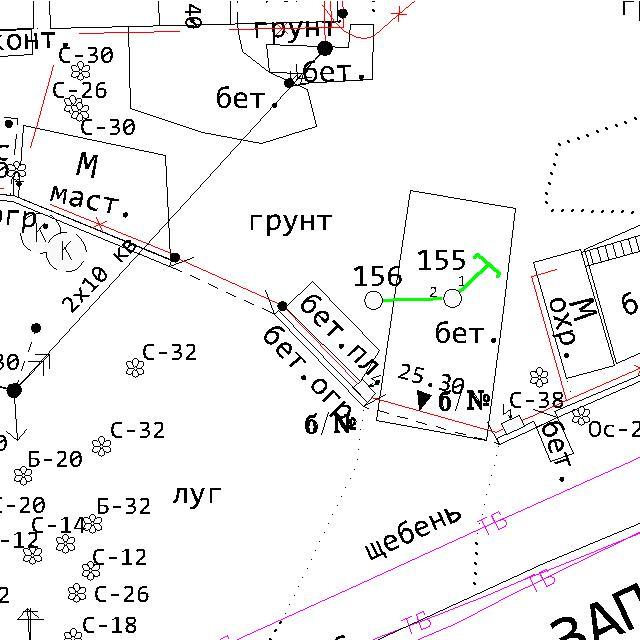 40
грунт
конт.
С-30
бет.
С-26
бет.
С-30
М
маст.
огр.
грунт
2х10 кв
155
156
1
2
бет.
М
охр.
б
бет.пл.
бет.огр.
25.30
б/№
б/№
С-38
С-32
30
Ос-2
бет.
С-32
Б-20
луг
С-20
Б-32
С-14
-12
щебень
ТБ
С-12
ТБ
С-26
2
ТБ
С-18
ЗАП